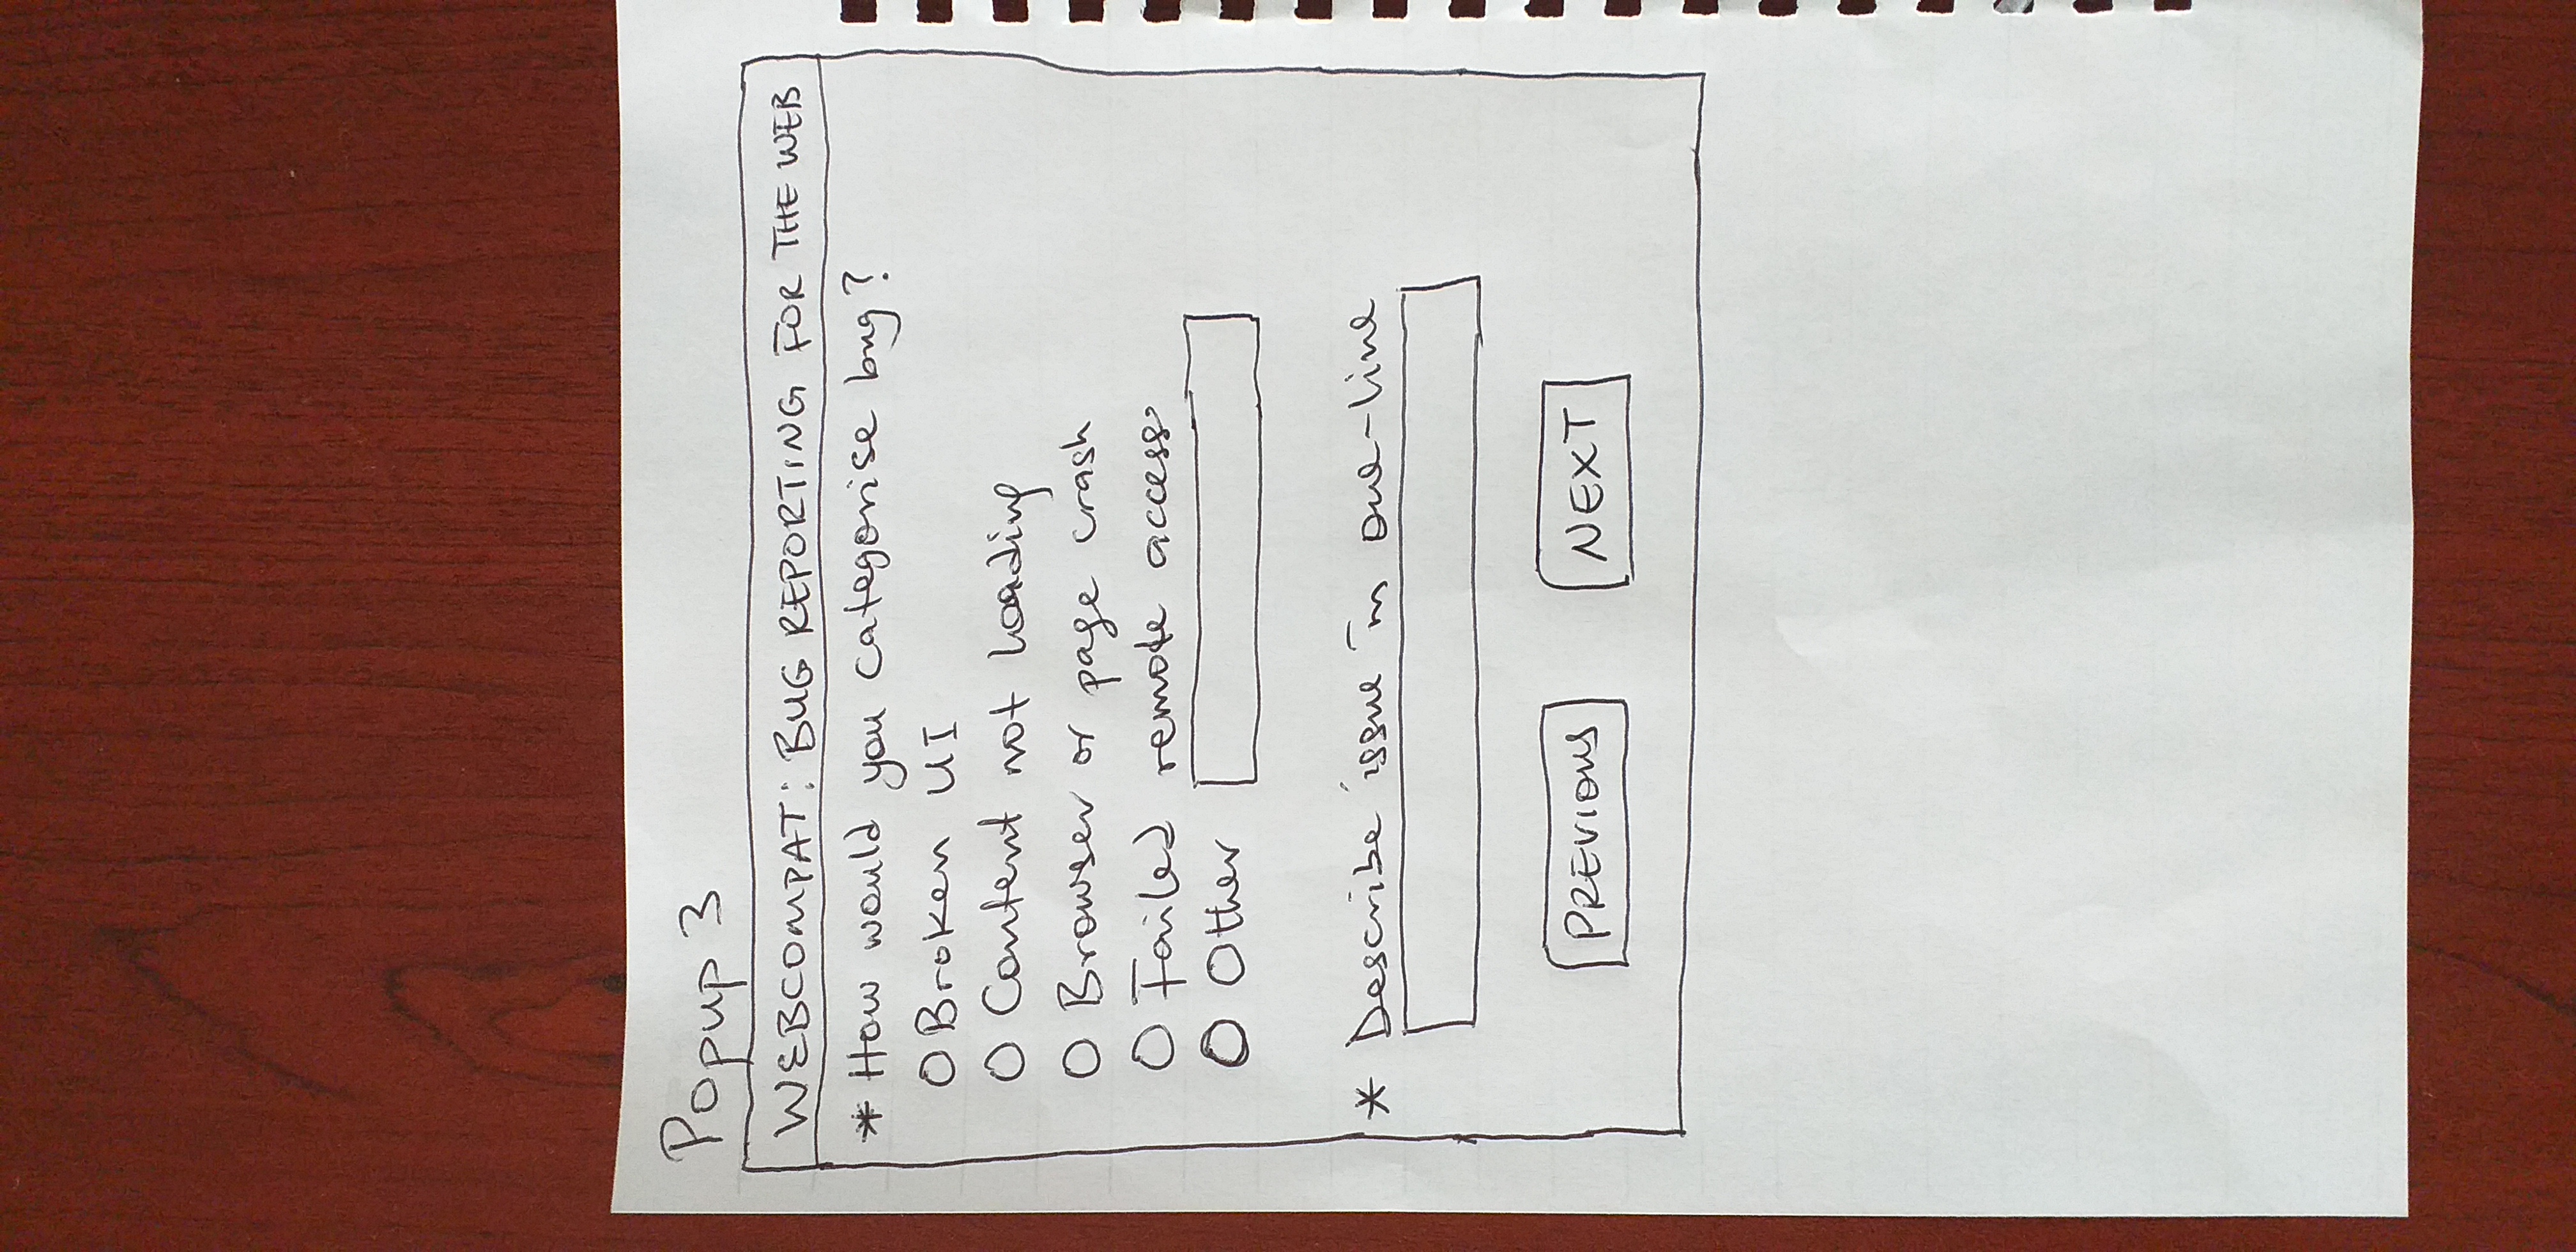 Popup 3
WEBCOMPAT: BUG REPORTING FOR THE WEB
* How would you categorise bug?
Broken UI
Content not loading
Browser or page crash
Failed remote access
Other
* Describe issue in one-line
PREVIOUS NEXT